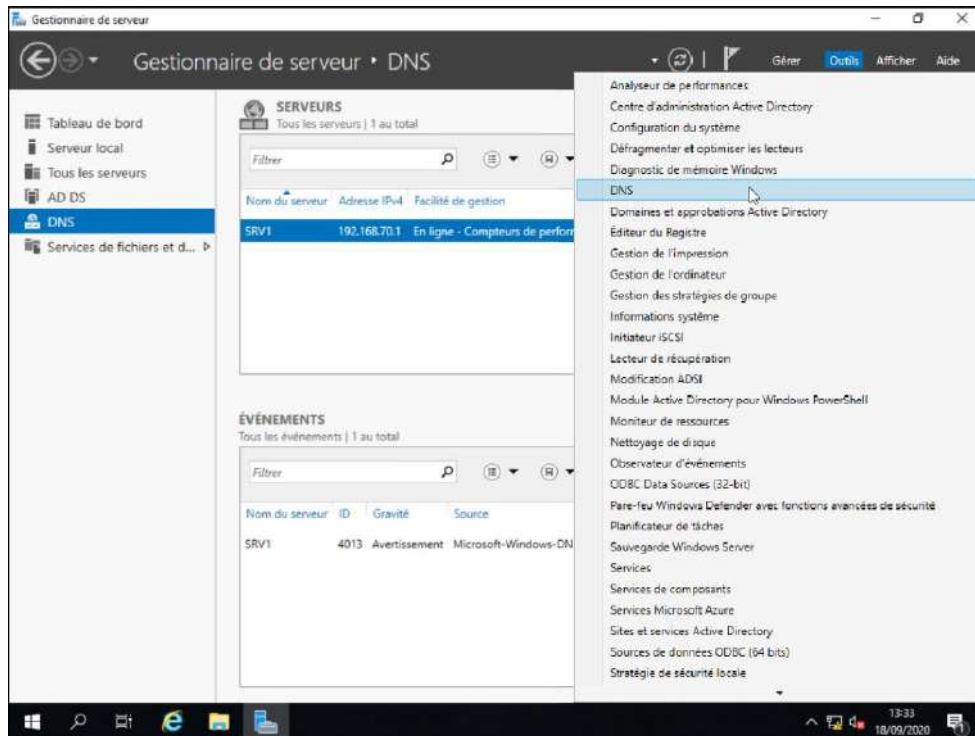 Gestionnaire de serveur
Gestionnaire de serveur • DNS
Gérer Outils Afficher Aide
Tableau de bord
Serveur local
Tous les serveurs
AD DS
DNS
Services de fichiers et d...
SERVEURS
Tous les serveurs | 1 au total
Filtrer
Nom du serveur Adresse IPv4 Facilité de gestion
SRV1 192.168.70.1 En ligne - Compteurs de perforr
ÉVÉNEMENTS
Tous les événements | 1 au total
Filtrer
Nom du serveur ID Gravité Source
SRV1 4013 Avertissement Microsoft-Windows-DN
Analyseur de performances
Centre d'administration Active Directory
Configuration du système
Défragmenter et optimiser les lecteurs
Diagnostic de mémoire Windows
DNS
Domaines et approbations Active Directory
Éditeur du Registre
Gestion de l'impression
Gestion de l'ordinateur
Gestion des stratégies de groupe
Informations système
Initiateur iSCSI
Lecteur de récupération
Modification ADSI
Module Active Directory pour Windows PowerShell
Moniteur de ressources
Nettoyage de disque
Observateur d'événements
ODBC Data Sources (32-bit)
Pare-feu Windows Defender avec fonctions avancées de sécurité
Planificateur de tâches
Sauvegarde Windows Server
Services
Services de composants
Services Microsoft Azure
Sites et services Active Directory
Sources de données ODBC (64 bits)
Stratégie de sécurité locale
13:33
18/09/2020